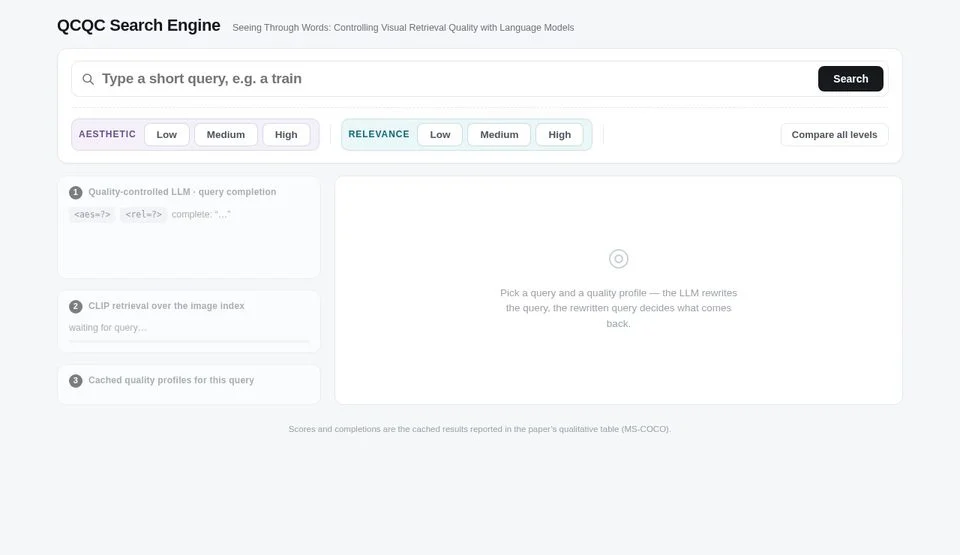 QCQC Search Engine Seeing Through Words: Controlling Visual Retrieval Quality with Language Models
Type a short query, e.g. a train Search
AESTHETIC Low Medium High RELEVANCE Low Medium High Compare all levels
1 Quality-controlled LLM · query completion
<aes=?> <rel=?> complete: “…”
2 CLIP retrieval over the image index
waiting for query…
3 Cached quality profiles for this query
Pick a query and a quality profile — the LLM rewrites
the query, the rewritten query decides what comes
back.
Scores and completions are the cached results reported in the paper’s qualitative table (MS-COCO).